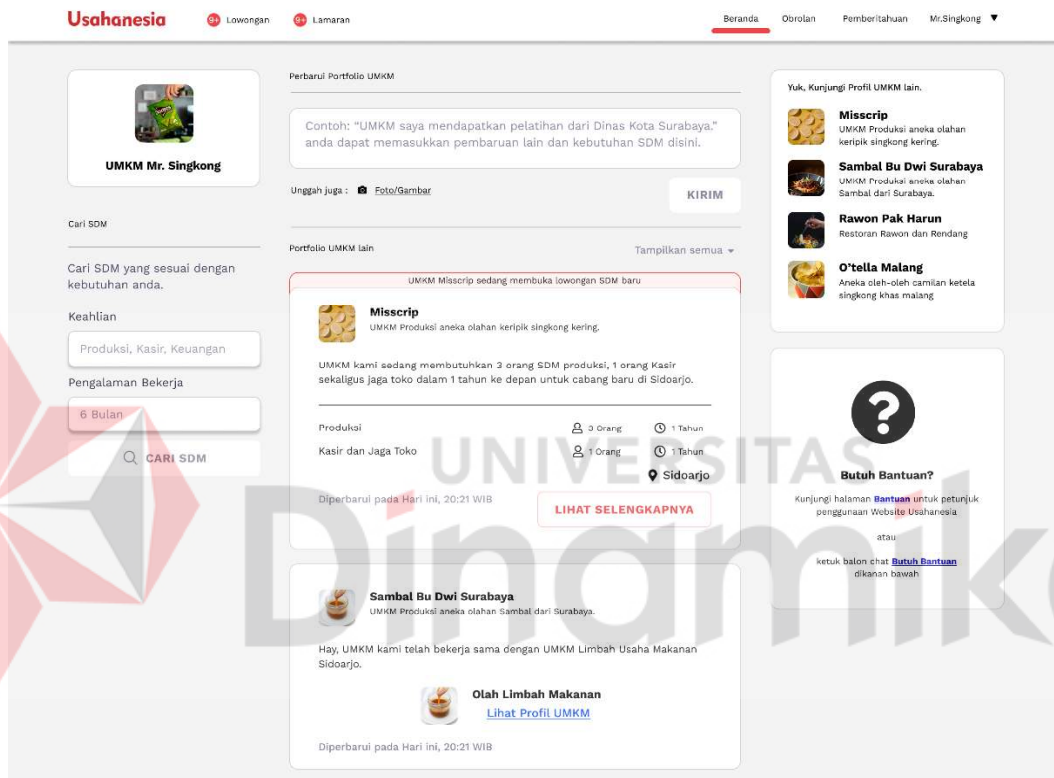 Usahanesia
9+ Lowongan
9+ Lamaran
Beranda
Obrolan
Pemberitahuan
Mr.Singkong ▼
UMKM Mr. Singkong
Cari SDM
Cari SDM yang sesuai dengan
kebutuhan anda.
Keahlian
Produksi, Kasir, Keuangan
Pengalaman Bekerja
6 Bulan
CARI SDM
Perbarui Portfolio UMKM
Contoh: “UMKM saya mendapatkan pelatihan dari Dinas Kota Surabaya.”
anda dapat memasukkan pembaruan lain dan kebutuhan SDM disini.
Unggah juga : Foto/Gambar
KIRIM
Portfolio UMKM lain
Tampilkan semua
UMKM Misscrip sedang membuka lowongan SDM baru
Misscrip
UMKM Produksi aneka olahan keripik singkong kering.
UMKM kami sedang membutuhkan 3 orang SDM produksi, 1 orang Kasir
sekaligus jaga toko dalam 1 tahun ke depan untuk cabang baru di Sidoarjo.
Produksi 3 Orang 1 Tahun
Kasir dan Jaga Toko 1 Orang 1 Tahun
Sidoarjo
Diperbarui pada Hari ini, 20:21 WIB
LIHAT SELENGKAPNYA
Sambal Bu Dwi Surabaya
UMKM Produksi aneka olahan Sambal dari Surabaya.
Hay, UMKM kami telah bekerja sama dengan UMKM Limbah Usaha Makanan
Sidoarjo.
Olah Limbah Makanan
Lihat Profil UMKM
Diperbarui pada Hari ini, 20:21 WIB
Yuk, Kunjungi Profil UMKM lain.
Misscrip
UMKM Produksi aneka olahan
keripik singkong kering.
Sambal Bu Dwi Surabaya
UMKM Produksi aneka olahan
Sambal dari Surabaya.
Rawon Pak Harun
Restoran Rawon dan Rendang
O'tella Malang
Aneka oleh-oleh camilan ketela
singkong khas malang
?
Butuh Bantuan?
Kunjungi halaman Bantuan untuk petunjuk
penggunaan Website Usahanesia
atau
ketuk balon chat Butuh Bantuan
dikanan bawah
UNIVERSITAS
Dinamik